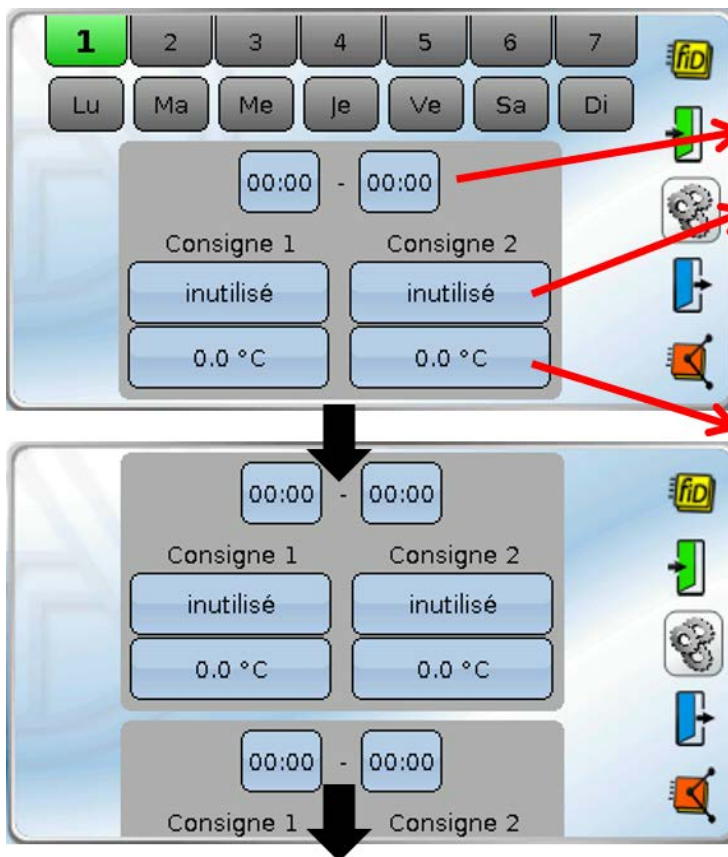 1 2 3 4 5 6 7
Lu Ma Me Je Ve Sa Di
00:00 - 00:00
Consigne 1 Consigne 2
inutilisé inutilisé
0.0 °C 0.0 °C
fiD
00:00 - 00:00
Consigne 1 Consigne 2
inutilisé inutilisé
0.0 °C 0.0 °C
00:00 - 00:00
Consigne 1 Consigne 2
fiD